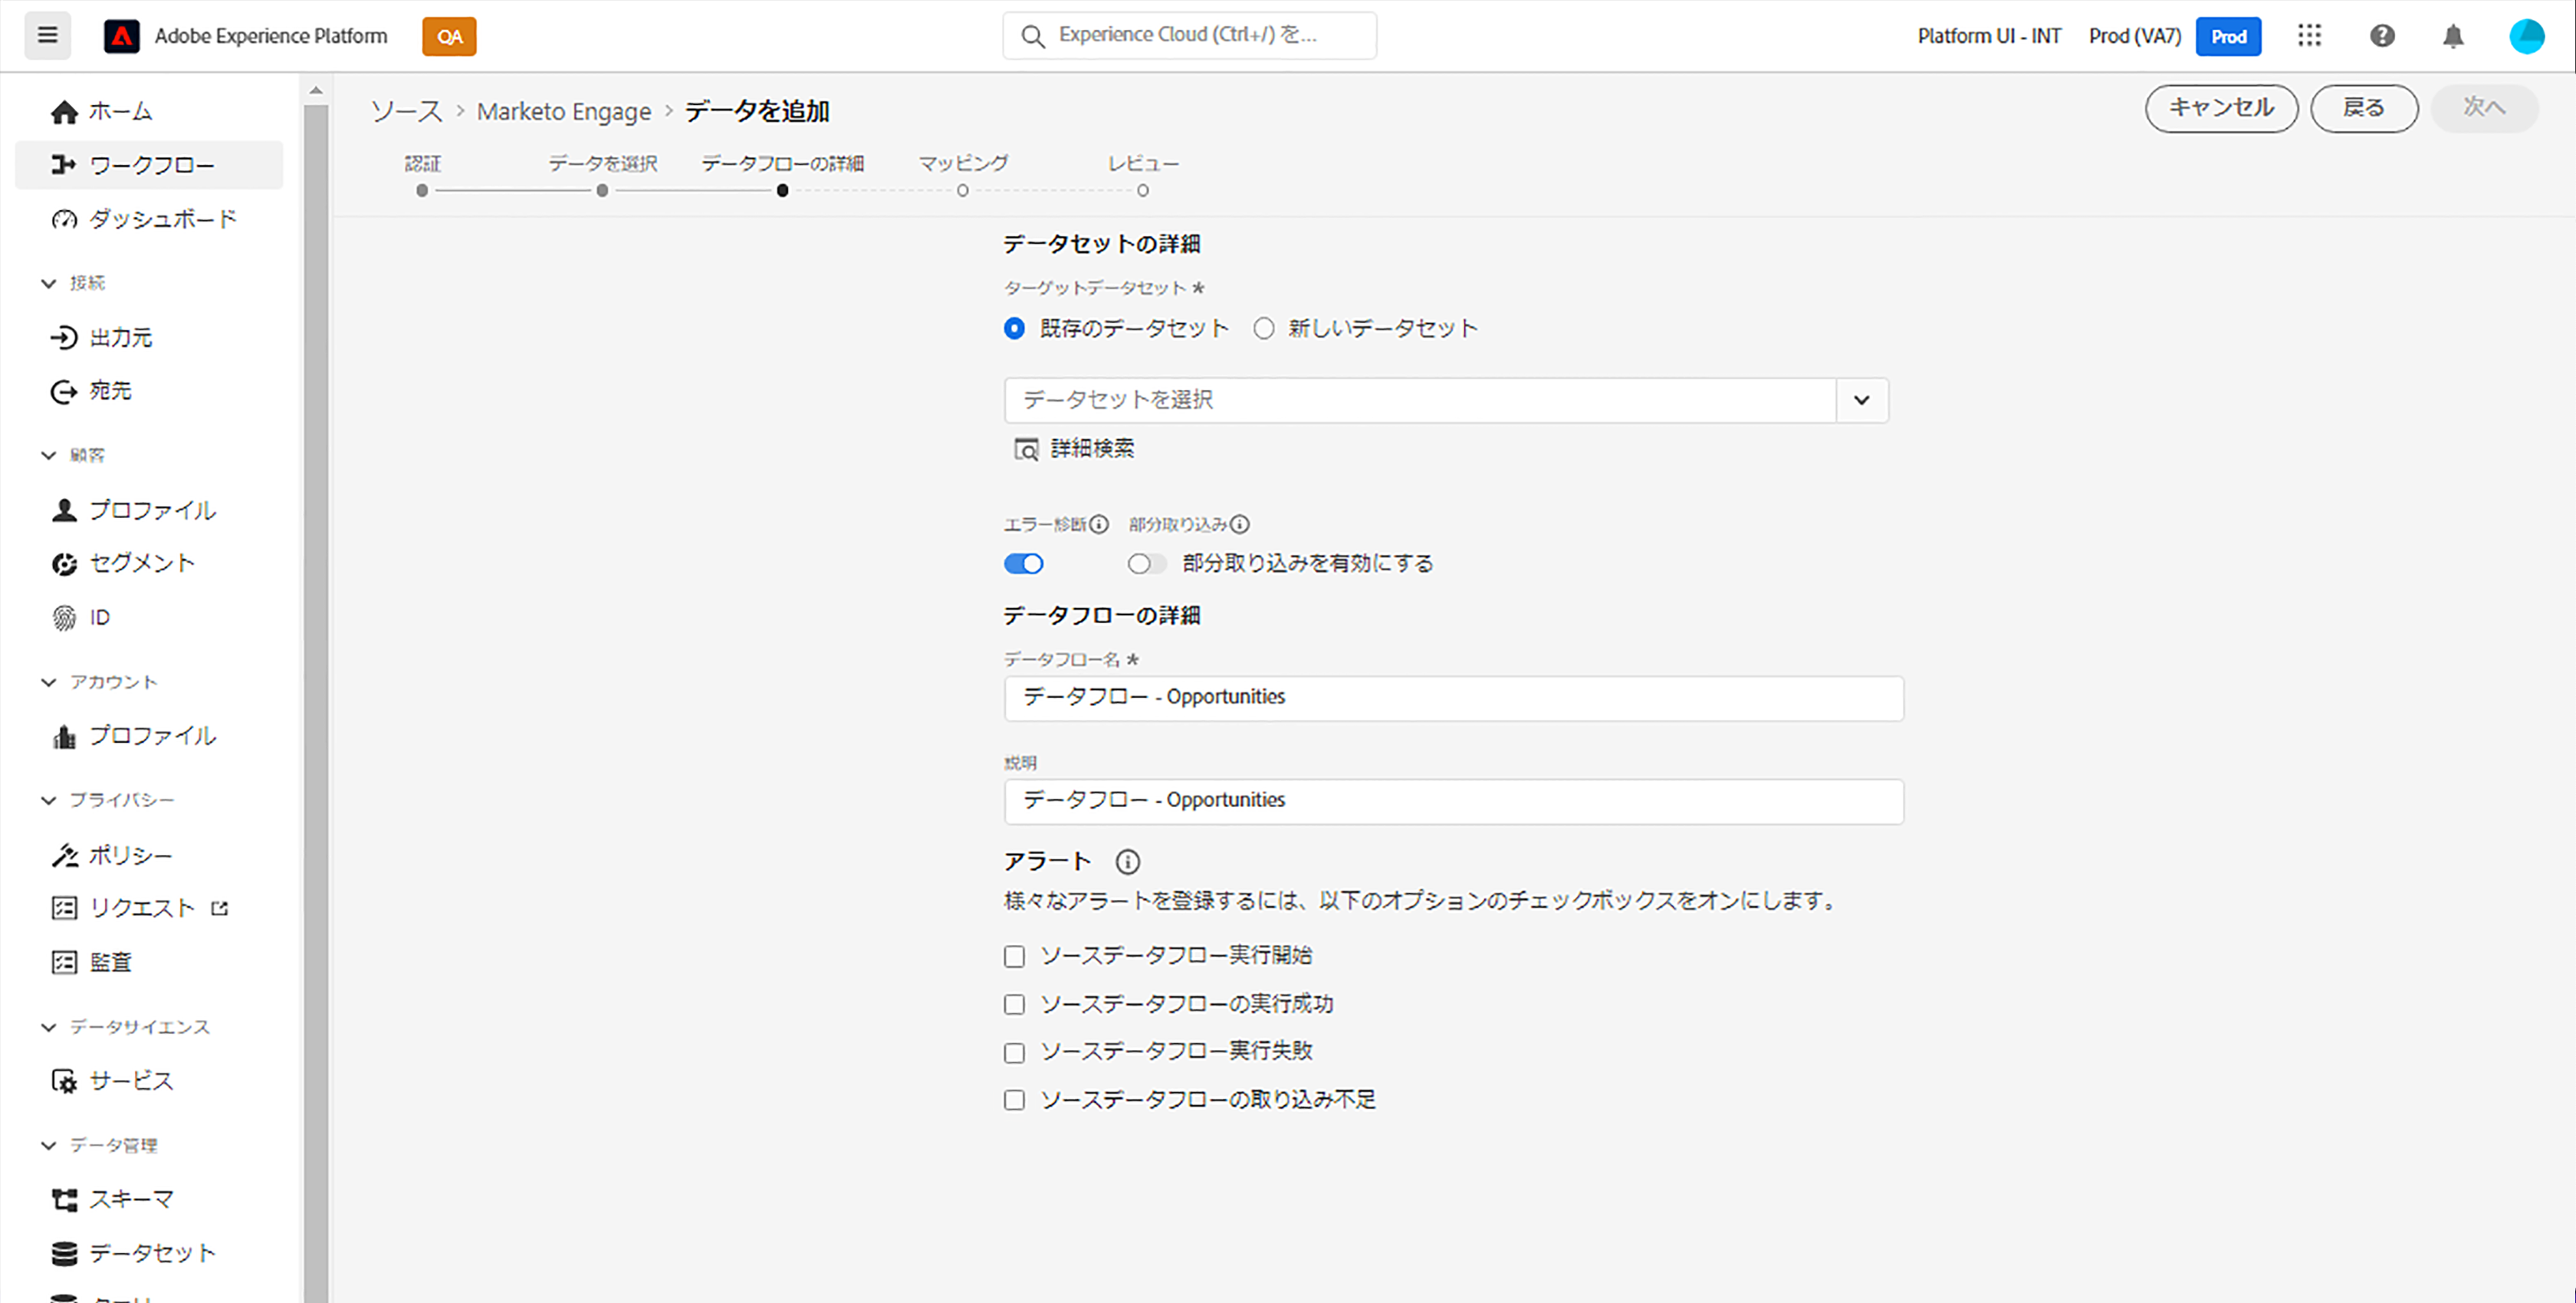 Adobe Experience Platform
QA
Experience Cloud (Ctrl+/) を...
Platform UI - INT
Prod (VA7)
Prod
ホーム
ワークフロー
ダッシュボード
接続
出力元
宛先
顧客
プロファイル
セグメント
ID
アカウント
プロファイル
プライバシー
ポリシー
リクエスト
監査
データサイエンス
サービス
データ管理
スキーマ
データセット
ソース > Marketo Engage > データを追加
キャンセル
戻る
次へ
認証
データを選択
データフローの詳細
マッピング
レビュー
データセットの詳細
ターゲットデータセット *
既存のデータセット
新しいデータセット
データセットを選択
詳細検索
エラー診断
部分取り込み
部分取り込みを有効にする
データフローの詳細
データフロー名 *
データフロー - Opportunities
説明
データフロー - Opportunities
アラート
様々なアラートを登録するには、以下のオプションのチェックボックスをオンにします。
ソースデータフロー実行開始
ソースデータフローの実行成功
ソースデータフロー実行失敗
ソースデータフローの取り込み不足